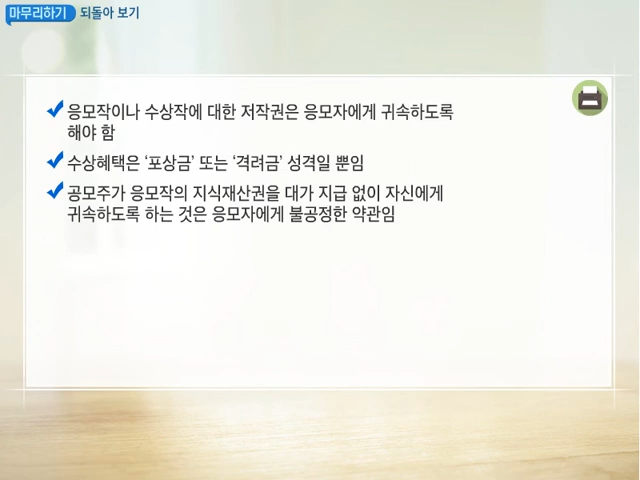 마무리하기 되돌아 보기
응모작이나 수상작에 대한 저작권은 응모자에게 귀속하도록
해야 함
수상혜택은 ‘포상금’ 또는 ‘격려금’ 성격일 뿐임
공모주가 응모작의 지식재산권을 대가 지급 없이 자신에게
귀속하도록 하는 것은 응모자에게 불공정한 약관임